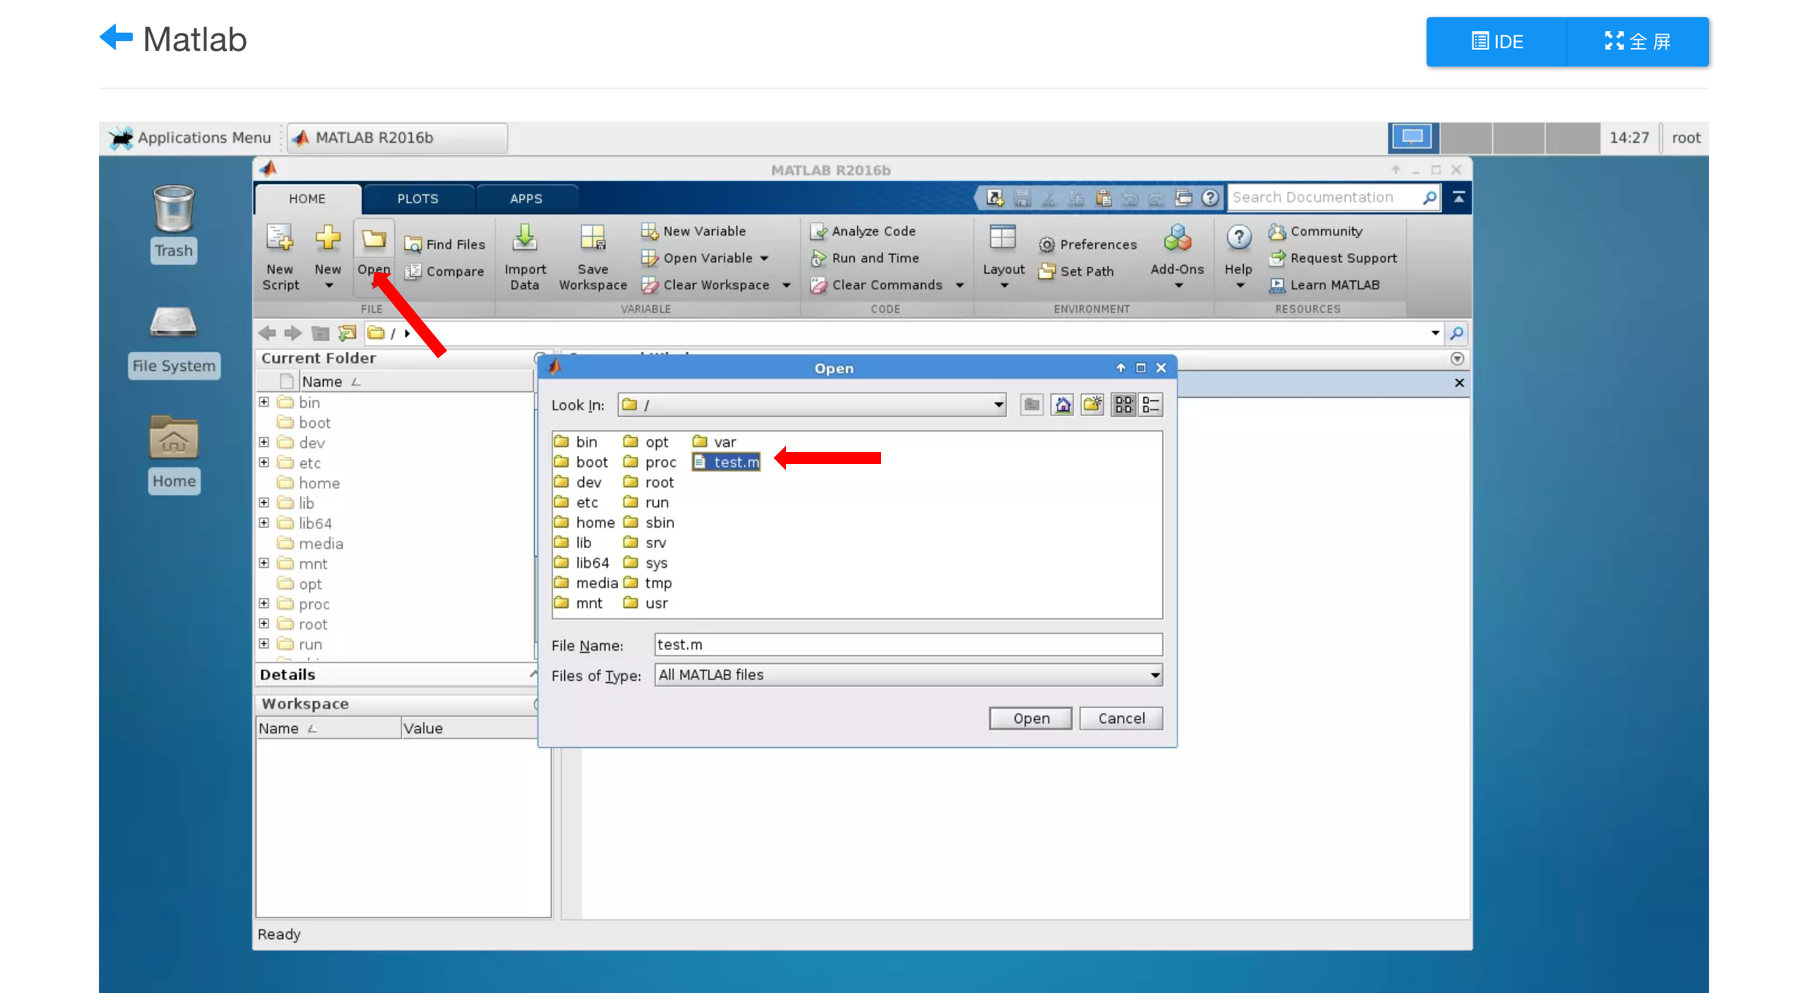 Matlab
IDE
全 屏
Applications Menu
MATLAB R2016b
14:27
root
Trash
File System
Home
MATLAB R2016b
HOME
PLOTS
APPS
Search Documentation
New Script
New
Open
Find Files
Compare
FILE
Import Data
Save Workspace
New Variable
Open Variable
Clear Workspace
VARIABLE
Analyze Code
Run and Time
Clear Commands
CODE
Layout
Preferences
Set Path
Add-Ons
ENVIRONMENT
Help
Community
Request Support
Learn MATLAB
RESOURCES
/
Current Folder
Name
bin
boot
dev
etc
home
lib
lib64
media
mnt
opt
proc
root
run
Details
Workspace
Name
Value
Ready
Open
Look In:
/
bin
boot
dev
etc
home
lib
lib64
media
mnt
opt
proc
root
run
sbin
srv
sys
tmp
usr
var
test.m
File Name:
test.m
Files of Type:
All MATLAB files
Open
Cancel